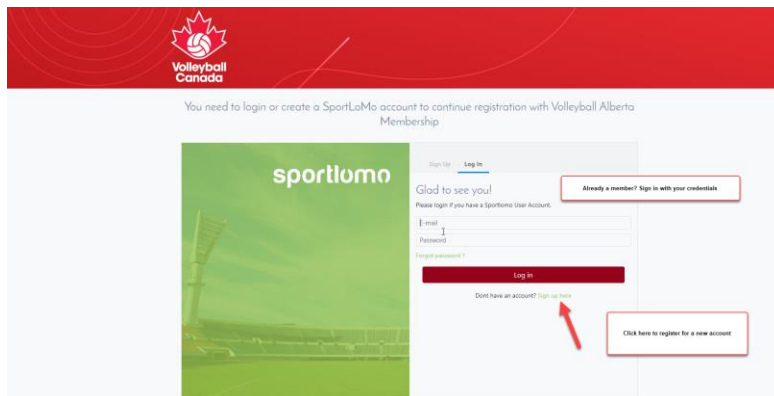 Volleyball
Canada
You need to login or create a SportLoMo account to continue registration with Volleyball Alberta
Membership
sportlomo
Sign Up Log In
Glad to see you!
Please login if you have a Sportlomo User Account.
Already a member? Sign in with your credentials
E-mail
Password
Forgot password ?
Log in
Dont have an account? Sign up here
Click here to register for a new account